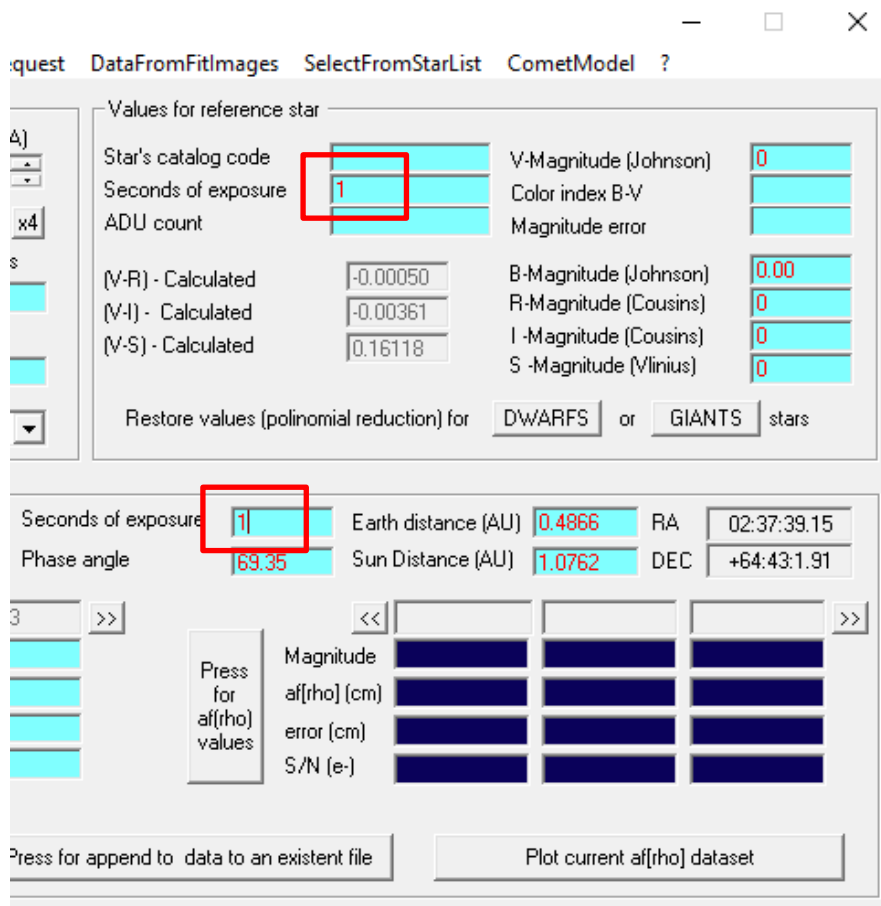 :quest DataFromFitImages SelectFromStarList CometModel ?
A)
Values for reference star
Star's catalog code
V-Magnitude (Johnson) 0
Seconds of exposure 1
Color index B-V
x4
ADU count
Magnitude error
s
(V-R) - Calculated -0.00050
B-Magnitude (Johnson) 0.00
(V-I) - Calculated -0.00361
R-Magnitude (Cousins) 0
(V-S) - Calculated 0.16118
I -Magnitude (Cousins) 0
S -Magnitude (Vlinius) 0
Restore values (polinomial reduction) for DWARFS or GIANTS stars
Seconds of exposure 1 Earth distance (AU) 0.4866 RA 02:37:39.15
Phase angle 69.35 Sun Distance (AU) 1.0762 DEC +64:43:1.91
3 >> << >>
Press
for
af(rho)
values
Magnitude
af[rho] (cm)
error (cm)
S/N (e-)
Press for append to data to an existent file Plot current af[rho] dataset